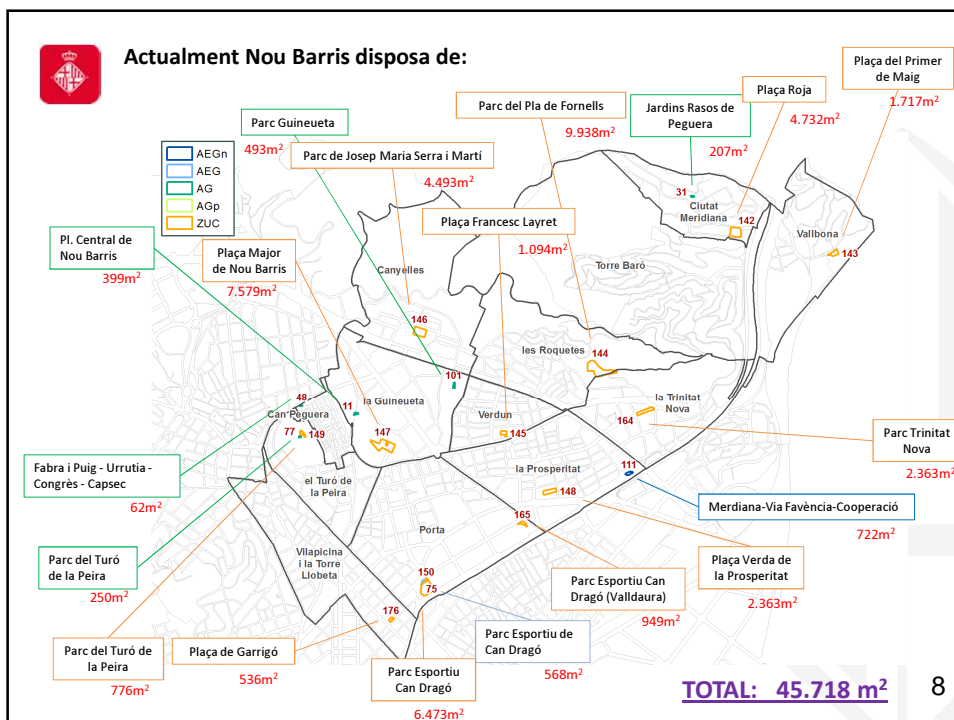 Actualment Nou Barris disposa de:
Plaça del Primer
de Maig
1.717m²
Plaça Roja
4.732m²
Parc del Pla de Fornells
9.938m²
Jardins Rasos de
Peguera
207m²
Parc Guineueta
493m²
Parc de Josep Maria Serra i Martí
4.493m²
AEGn
AEG
AG
AGp
ZUC
Plaça Francesc Layret
1.094m²
Pl. Central de
Nou Barris
399m²
Plaça Major
de Nou Barris
7.579m²
31
Ciutat
Meridiana
142
Vallbona
143
Torre Baró
Canyelles
146
les Roquetes
144
101
la Trinitat
Nova
164
48
Can Peguera
11
la Guineueta
Verdun
77
149
147
145
Parc Trinitat
Nova
2.363m²
la Prosperitat
111
Fabra i Puig - Urrutia -
Congrès - Capsec
62m²
el Turó de
la Peira
148
Merdiana-Via Favència-Cooperació
722m²
165
Porta
Vilapicina
i la Torre
Llobeta
Parc del Turó
de la Peira
250m²
Plaça Verda de
la Prosperitat
2.363m²
150
75
Parc Esportiu Can
Dragó (Valldaura)
949m²
176
Parc Esportiu de
Can Dragó
568m²
Parc del Turó de
la Peira
776m²
Plaça de Garrigó
536m²
Parc Esportiu
Can Dragó
6.473m²
TOTAL: 45.718 m²
8